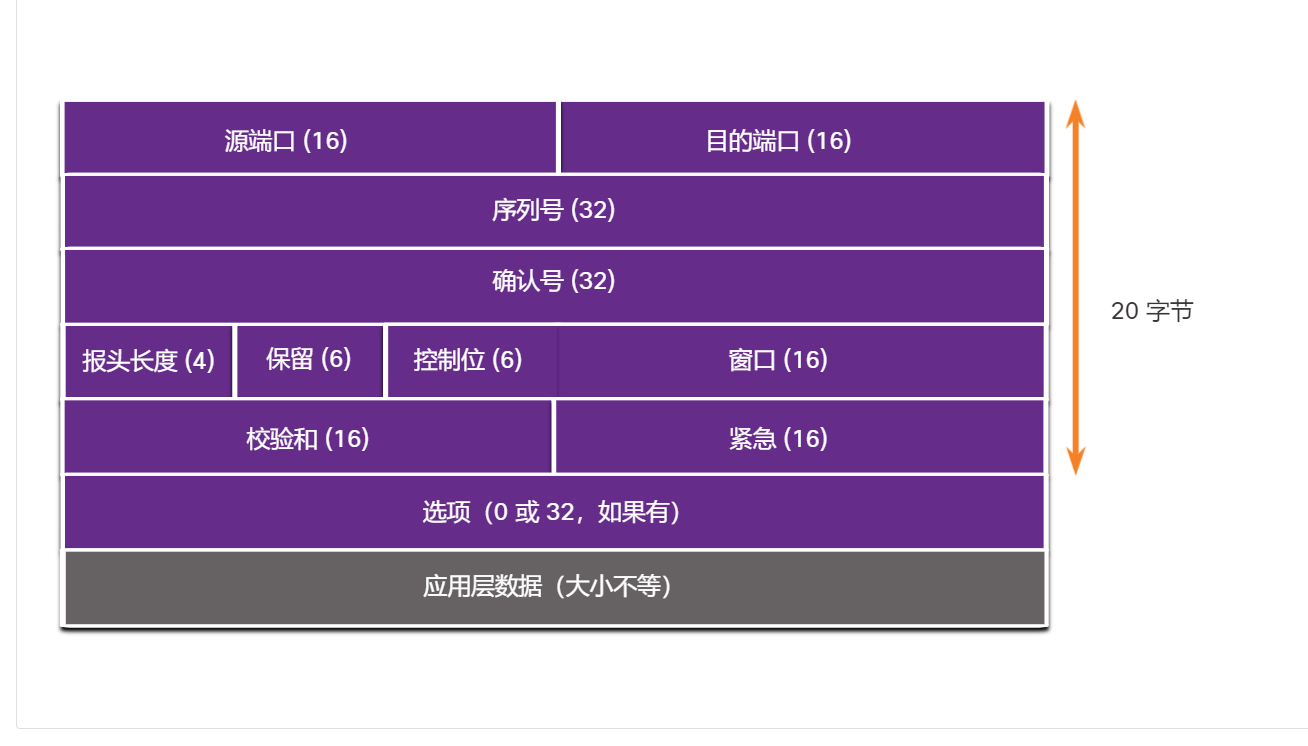 源端口 (16)
目的端口 (16)
序列号 (32)
确认号 (32)
报头长度 (4)
保留 (6)
控制位 (6)
窗口 (16)
校验和 (16)
紧急 (16)
选项（0 或 32，如果有）
应用层数据（大小不等）
20 字节